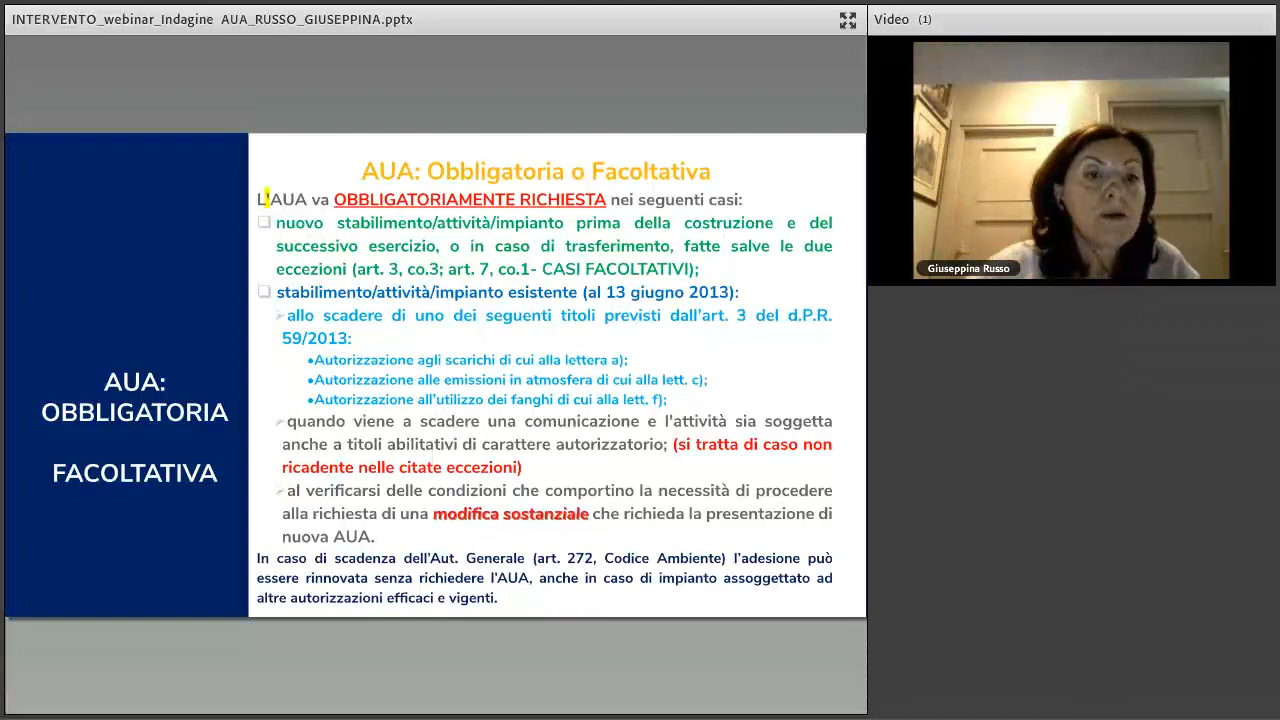 INTERVENTO_webinar_Indagine AUA_RUSSO_GIUSEPPINA.pptx
Video (1)
AUA:
OBBLIGATORIA
FACOLTATIVA
AUA: Obbligatoria o Facoltativa
L'AUA va OBBLIGATORIAMENTE RICHIESTA nei seguenti casi:
❑ nuovo stabilimento/attività/impianto prima della costruzione e del
successivo esercizio, o in caso di trasferimento, fatte salve le due
eccezioni (art. 3, co.3; art. 7, co.1- CASI FACOLTATIVI);
❑ stabilimento/attività/impianto esistente (al 13 giugno 2013):
➢allo scadere di uno dei seguenti titoli previsti dall'art. 3 del d.P.R.
59/2013:
•Autorizzazione agli scarichi di cui alla lettera a);
•Autorizzazione alle emissioni in atmosfera di cui alla lett. c);
•Autorizzazione all'utilizzo dei fanghi di cui alla lett. f);
➢quando viene a scadere una comunicazione e l'attività sia soggetta
anche a titoli abilitativi di carattere autorizzatorio; (si tratta di caso non
ricadente nelle citate eccezioni)
➢al verificarsi delle condizioni che comportino la necessità di procedere
alla richiesta di una modifica sostanziale che richieda la presentazione di
nuova AUA.
In caso di scadenza dell'Aut. Generale (art. 272, Codice Ambiente) l'adesione può
essere rinnovata senza richiedere l'AUA, anche in caso di impianto assoggettato ad
altre autorizzazioni efficaci e vigenti.
Giuseppina Russo